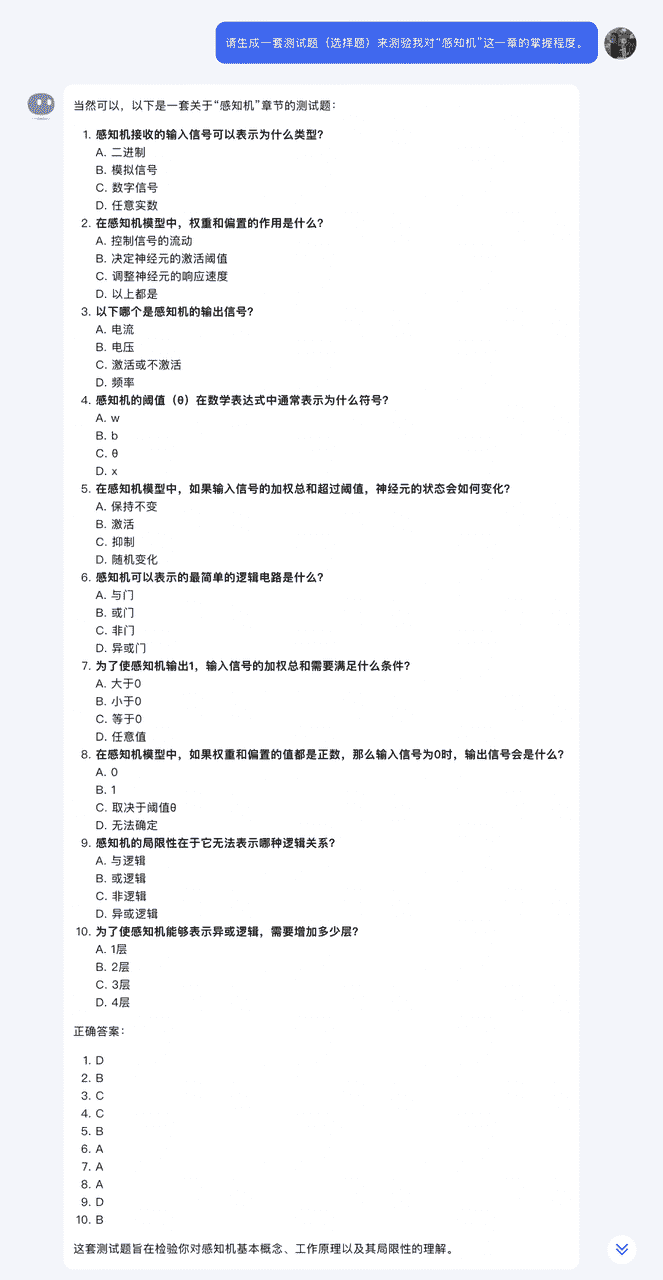 请生成一套测试题（选择题）来测验我对“感知机”这一章的掌握程度。
当然可以，以下是一套关于“感知机”章节的测试题：
1. 感知机接收的输入信号可以表示为什么类型？
A. 二进制
B. 模拟信号
C. 数字信号
D. 任意实数
2. 在感知机模型中，权重和偏置的作用是什么？
A. 控制信号的流动
B. 决定神经元的激活阈值
C. 调整神经元的响应速度
D. 以上都是
3. 以下哪个是感知机的输出信号？
A. 电流
B. 电压
C. 激活或不激活
D. 频率
4. 感知机的阈值（θ）在数学表达式中通常表示为什么符号？
A. w
B. b
C. θ
D. x
5. 在感知机模型中，如果输入信号的加权总和超过阈值，神经元的状态会如何变化？
A. 保持不变
B. 激活
C. 抑制
D. 随机变化
6. 感知机可以表示的最简单的逻辑电路是什么？
A. 与门
B. 或门
C. 非门
D. 异或门
7. 为了使感知机输出1，输入信号的加权总和需要满足什么条件？
A. 大于0
B. 小于0
C. 等于0
D. 任意值
8. 在感知机模型中，如果权重和偏置的值都是正数，那么输入信号为0时，输出信号会是什么？
A. 0
B. 1
C. 取决于阈值θ
D. 无法确定
9. 感知机的局限性在于它无法表示哪种逻辑关系？
A. 与逻辑
B. 或逻辑
C. 非逻辑
D. 异或逻辑
10. 为了使感知机能够表示异或逻辑，需要增加多少层？
A. 1层
B. 2层
C. 3层
D. 4层
正确答案：
1. D
2. B
3. C
4. C
5. B
6. A
7. A
8. A
9. D
10. B
这套测试题旨在检验你对感知机基本概念、工作原理以及其局限性的理解。